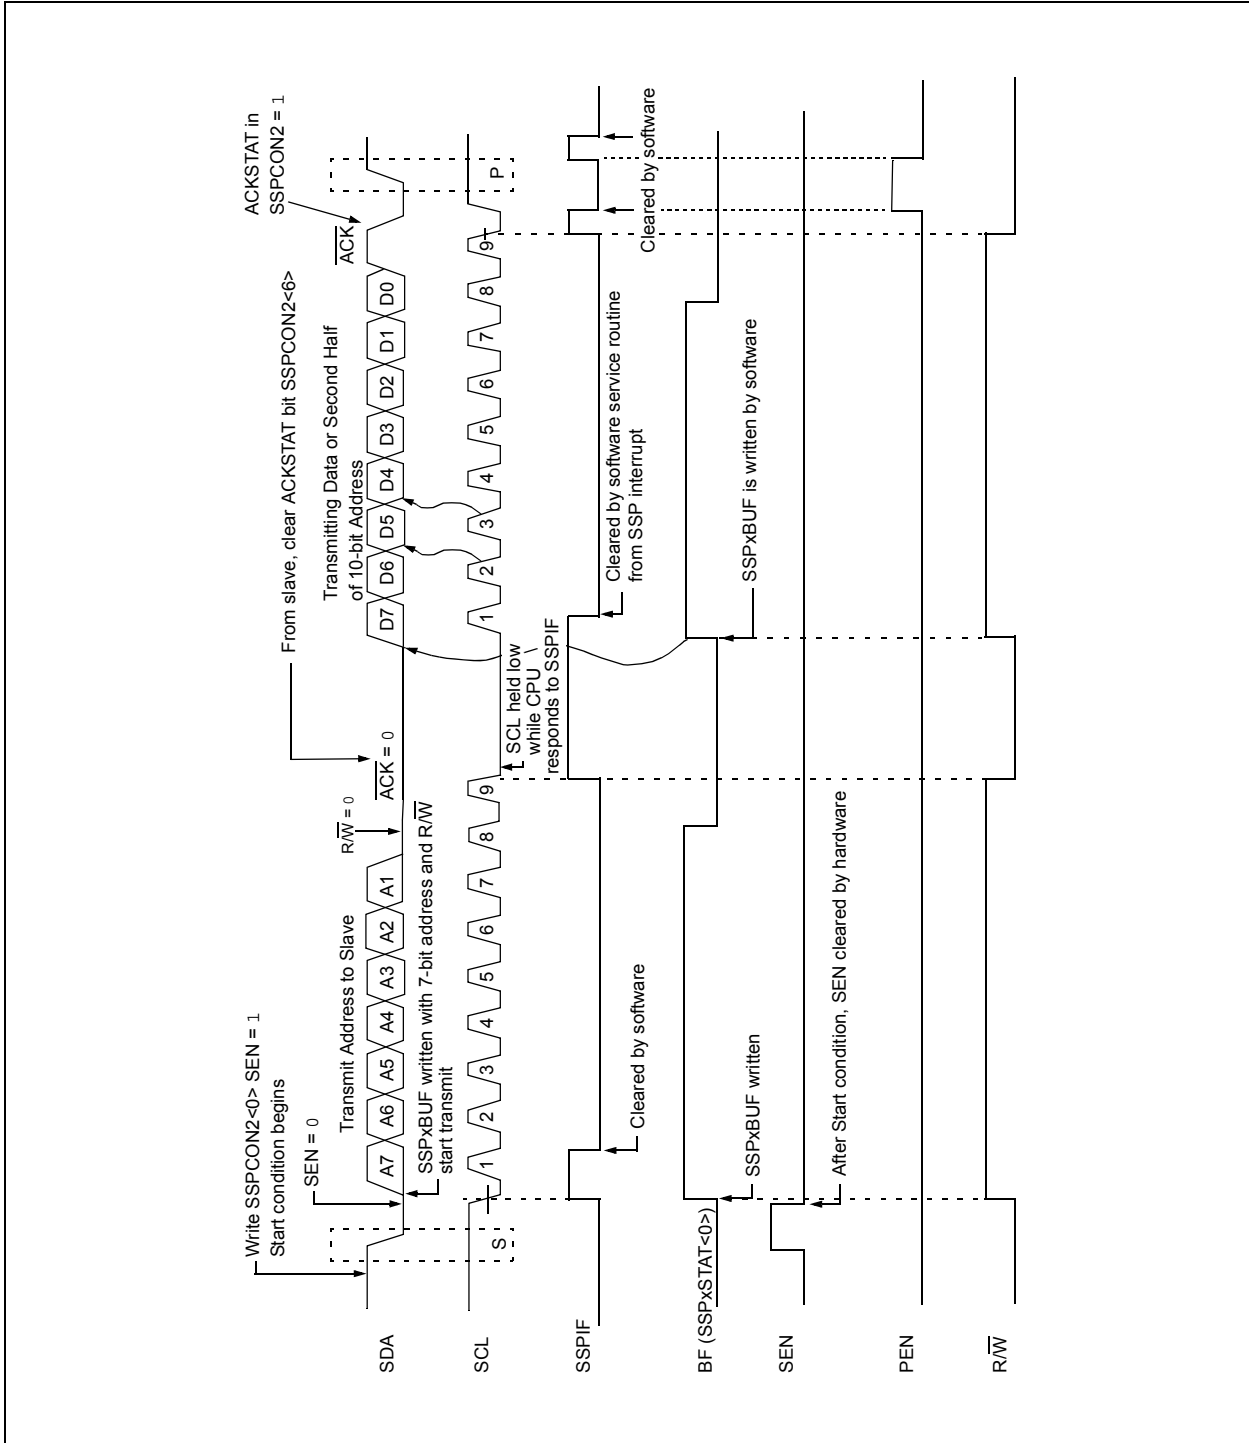 Write SSPCON2<0> SEN = 1
Start condition begins
SEN = 0
Transmit Address to Slave
R/W = 0
ACK = 0
From slave, clear ACKSTAT bit SSPCON2<6>
Transmitting Data or Second Half
of 10-bit Address
ACK
ACKSTAT in
SSPCON2 = 1
SDA
A7 A6 A5 A4 A3 A2 A1
D7 D6 D5 D4 D3 D2 D1 D0
SSPxBUF written with 7-bit address and R/W
start transmit
SCL
S
1 2 3 4 5 6 7 8 9
1 2 3 4 5 6 7 8 9
P
SCL held low
while CPU
responds to SSPIF
SSPIF
Cleared by software
Cleared by software service routine
from SSP interrupt
Cleared by software
BF (SSPxSTAT<0>)
SSPxBUF written
SSPxBUF is written by software
SEN
After Start condition, SEN cleared by hardware
PEN
R/W